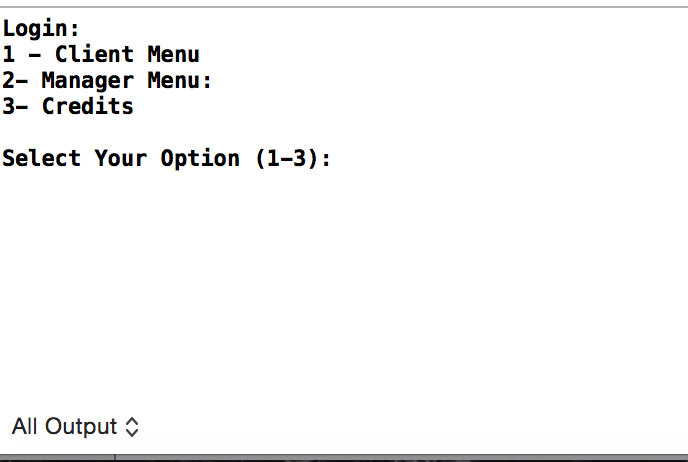 Login:
1 - Client Menu
2- Manager Menu:
3- Credits
Select Your Option (1-3):
All Output